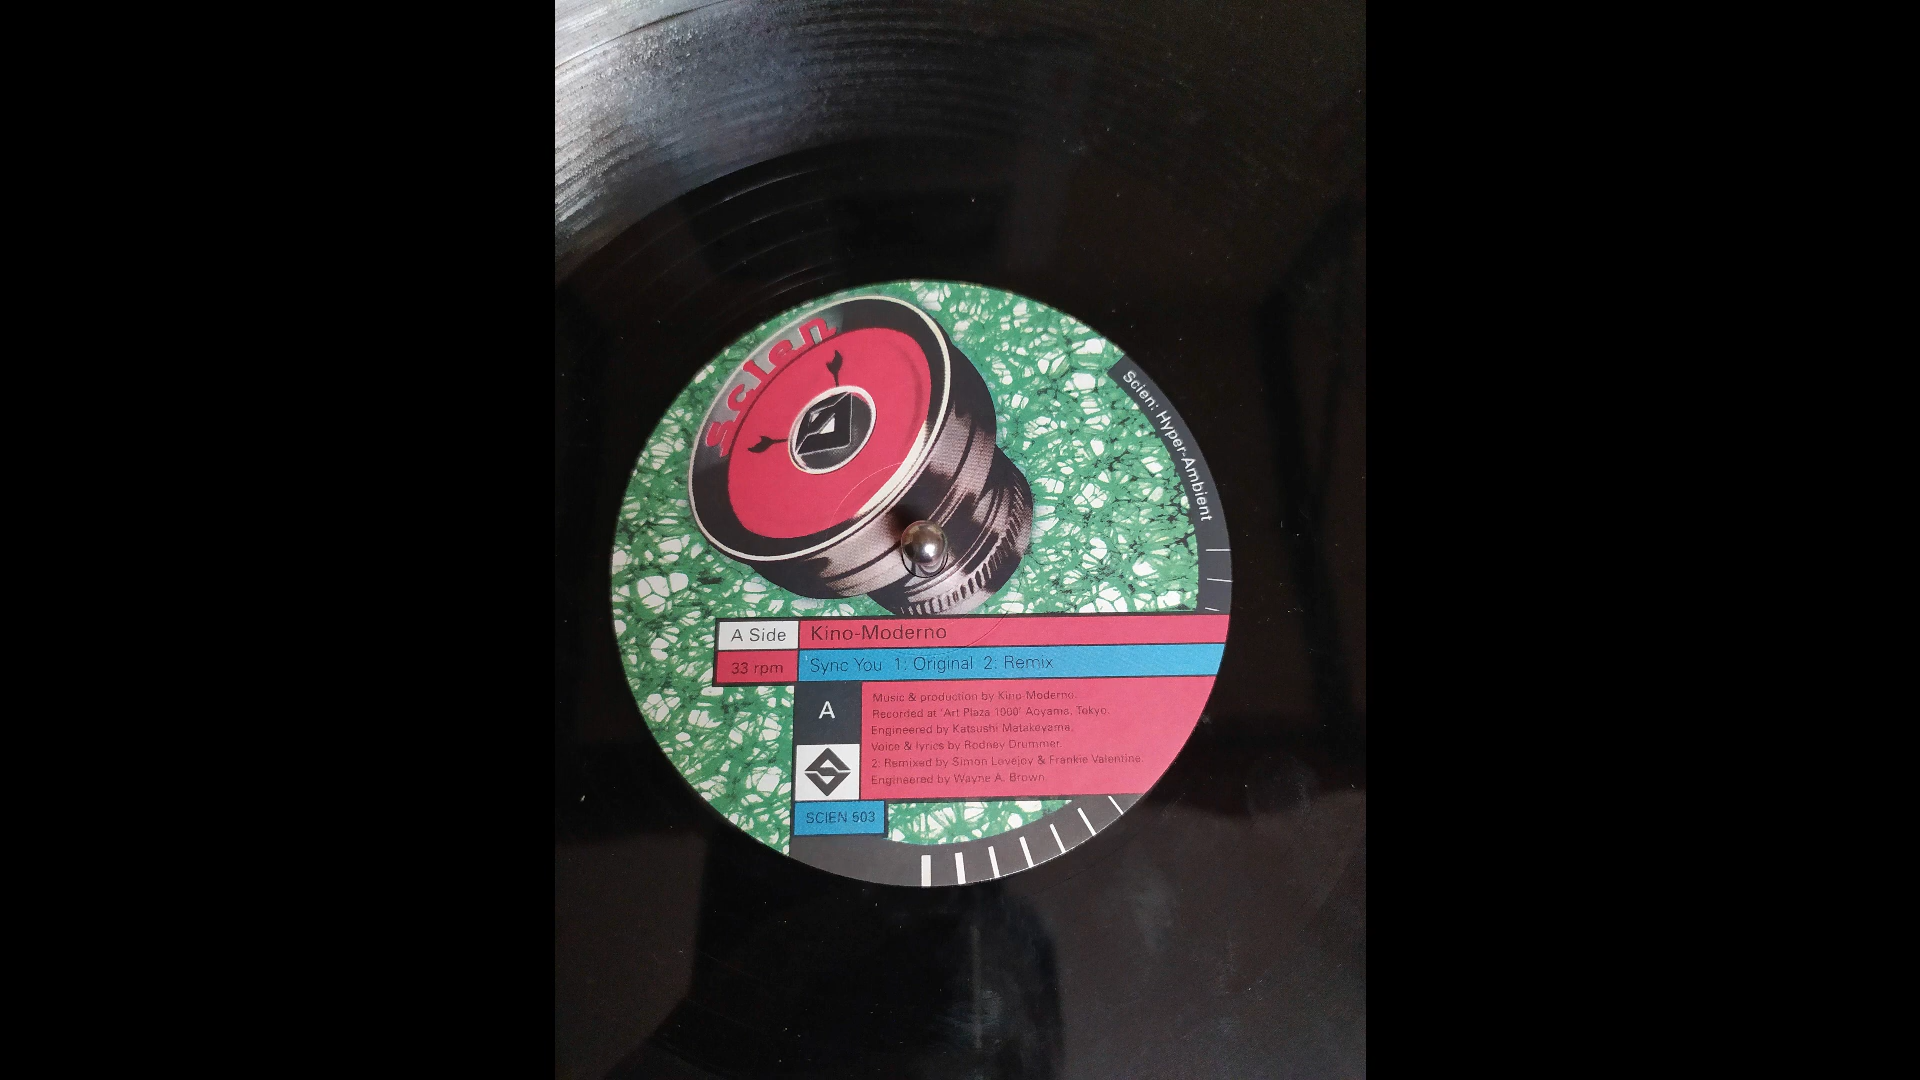 scien
Scien: Hyper-Ambient
A Side
Kino-Moderno
33 rpm
Sync You 1: Original 2: Remix
A
Music & production by Kino-Moderno.
Recorded at 'Art Plaza 1000' Aoyama, Tokyo.
Engineered by Katsushi Matakeyama.
Voice & lyrics by Rodney Drummer.
2: Remixed by Simon Lovejoy & Frankie Valentine.
Engineered by Wayne A. Brown.
SCIEN 503